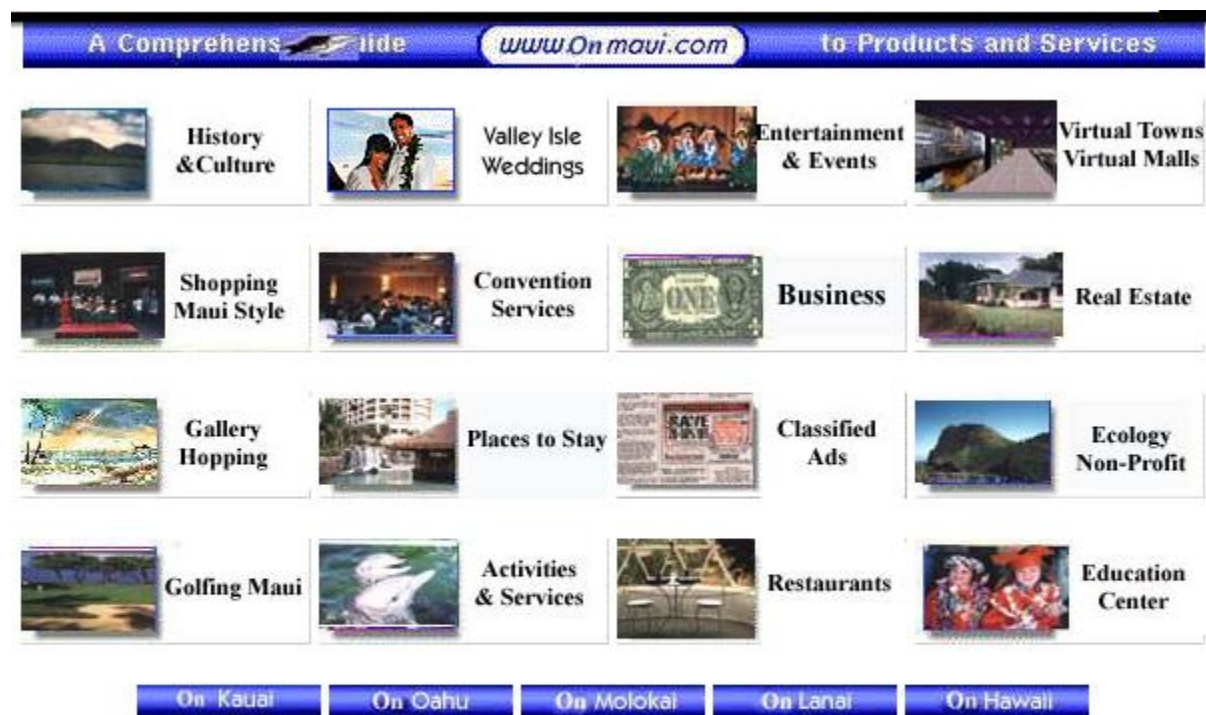 A Comprehens uide www.Onmaui.com to Products and Services
History
&Culture
Valley Isle
Weddings
Entertainment
& Events
Virtual Towns
Virtual Malls
Shopping
Maui Style
Convention
Services
ONE
Business
Real Estate
Gallery
Hopping
Places to Stay
SAVE
Classified
Ads
Ecology
Non-Profit
Golfing Maui
Activities
& Services
Restaurants
Education
Center
On Kauai
On Oahu
On Molokai
On Lanai
On Hawaii